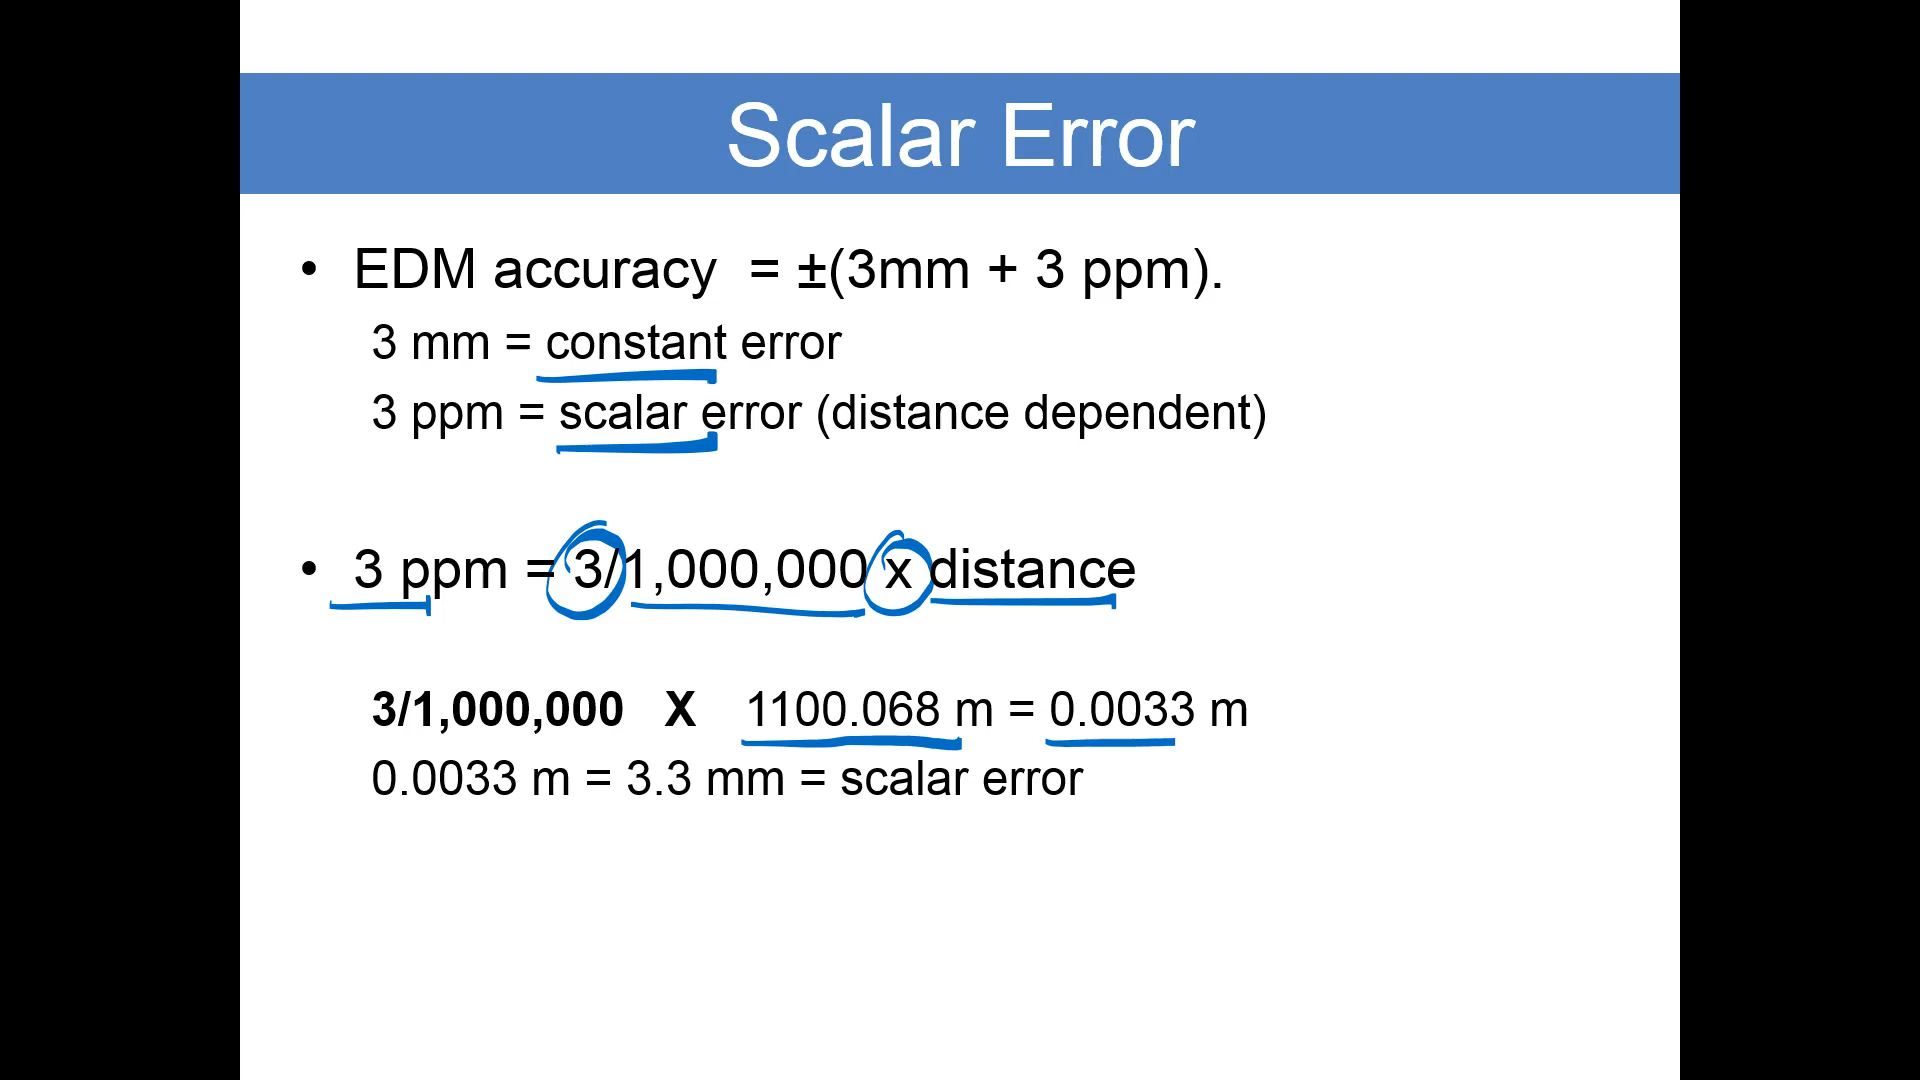 Scalar Error
• EDM accuracy = ±(3mm + 3 ppm).
3 mm = constant error
3 ppm = scalar error (distance dependent)
• 3 ppm = 3/1,000,000 x distance
3/1,000,000 X 1100.068 m = 0.0033 m
0.0033 m = 3.3 mm = scalar error